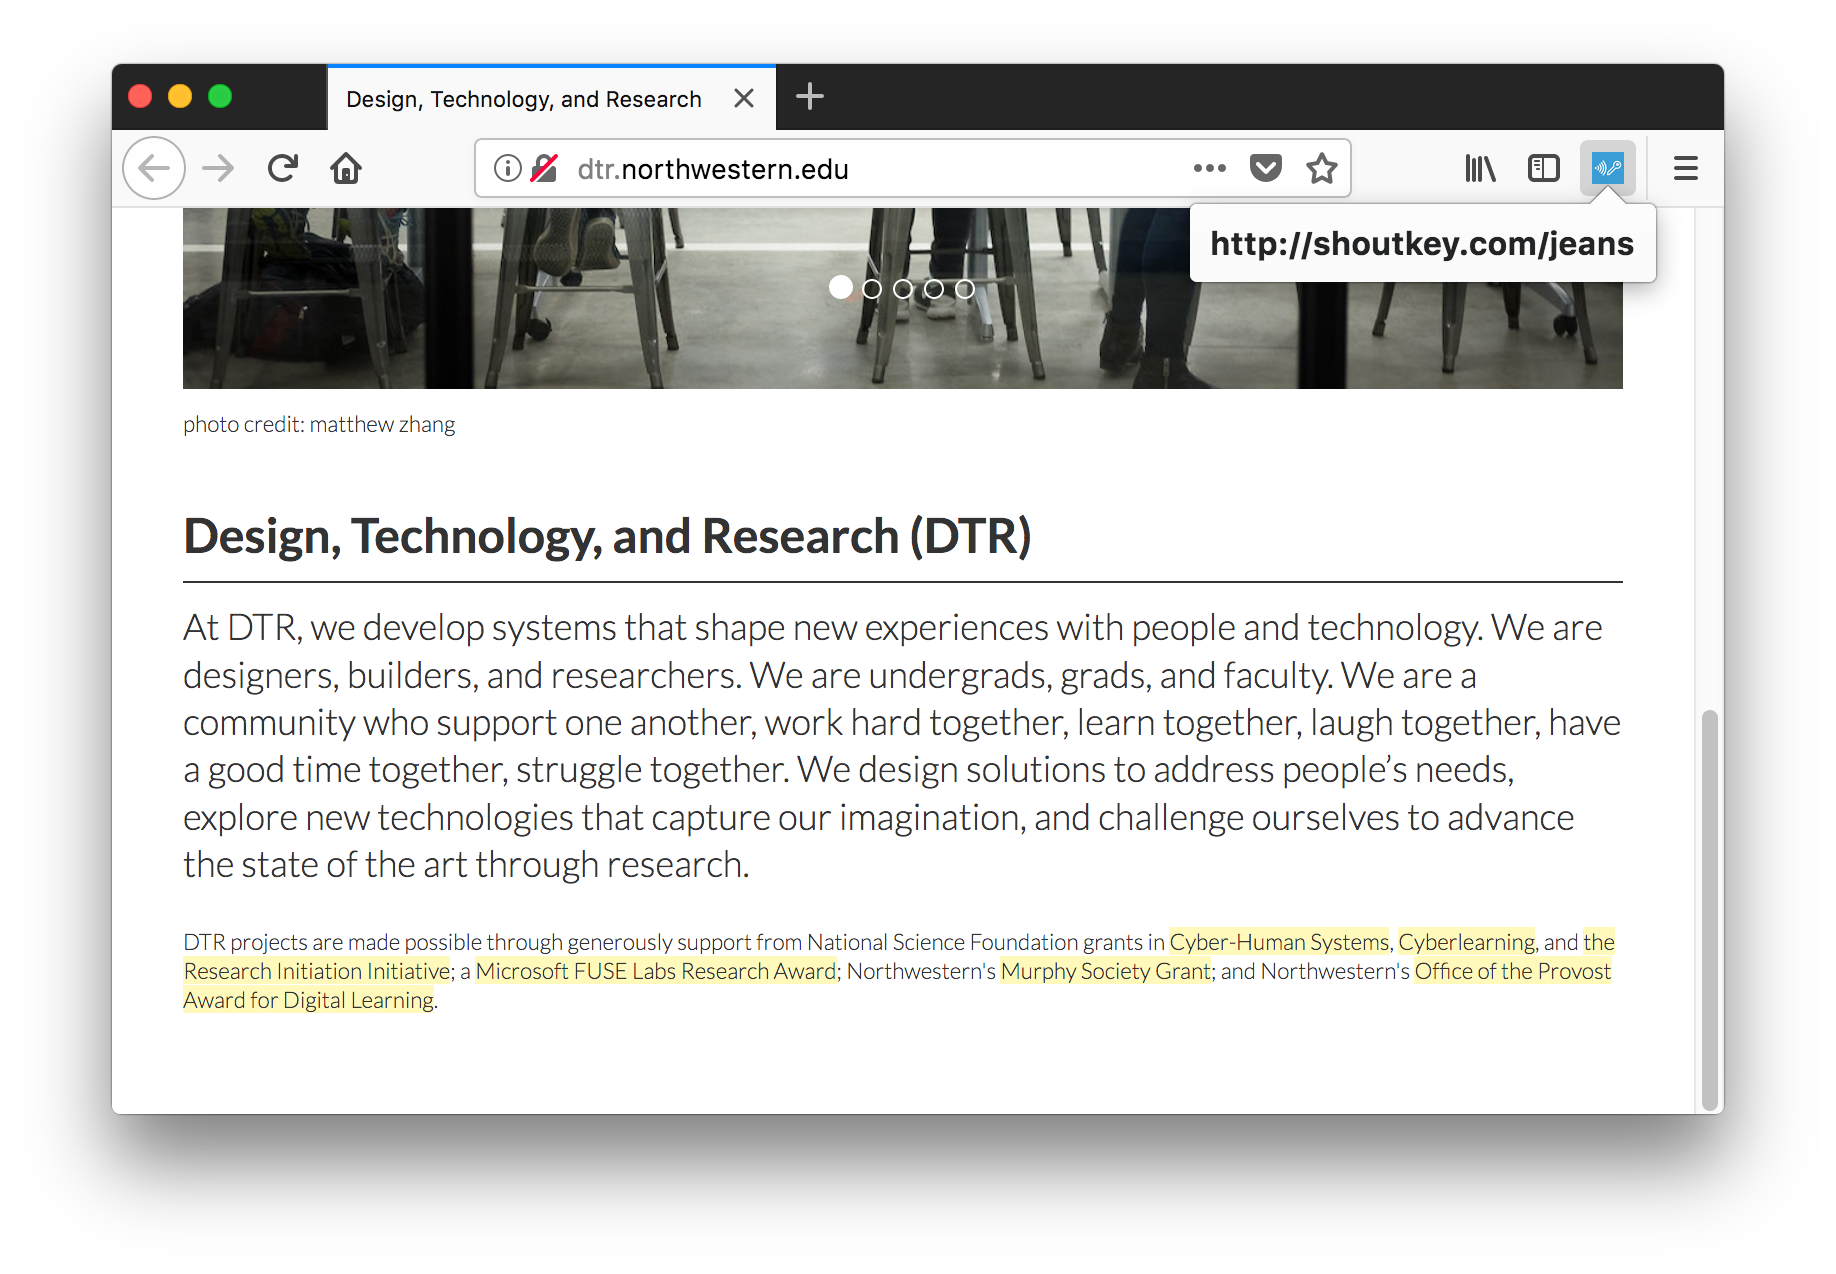 Design, Technology, and Research
dtr.northwestern.edu
http://shoutkey.com/jeans
photo credit: matthew zhang
Design, Technology, and Research (DTR)
At DTR, we develop systems that shape new experiences with people and technology. We are
designers, builders, and researchers. We are undergrads, grads, and faculty. We are a
community who support one another, work hard together, learn together, laugh together, have
a good time together, struggle together. We design solutions to address people’s needs,
explore new technologies that capture our imagination, and challenge ourselves to advance
the state of the art through research.
DTR projects are made possible through generously support from National Science Foundation grants in Cyber-Human Systems, Cyberlearning, and the
Research Initiation Initiative; a Microsoft FUSE Labs Research Award; Northwestern's Murphy Society Grant; and Northwestern's Office of the Provost
Award for Digital Learning.